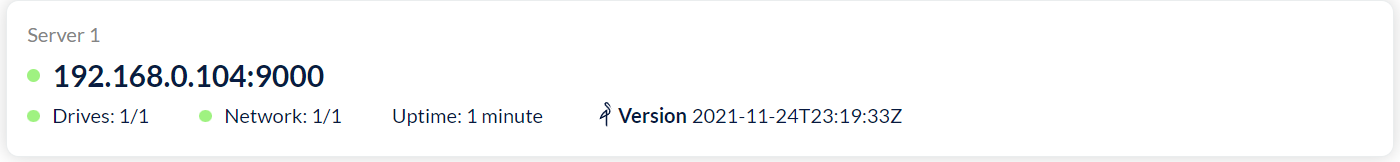 Server 1
192.168.0.104:9000
Drives: 1/1 Network: 1/1 Uptime: 1 minute Version 2021-11-24T23:19:33Z